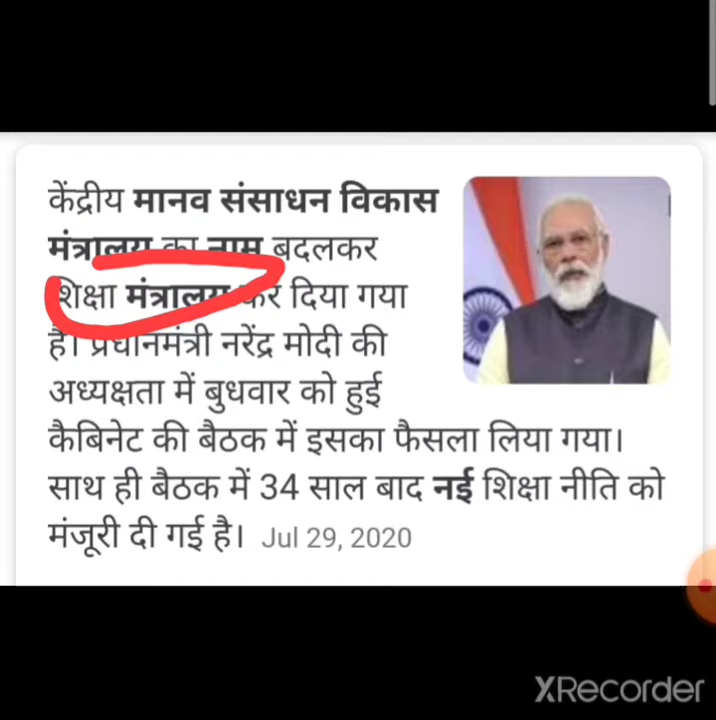 केंद्रीय मानव संसाधन विकास
मंत्रालय का नाम बदलकर
शिक्षा मंत्रालय कर दिया गया
है। प्रधानमंत्री नरेंद्र मोदी की
अध्यक्षता में बुधवार को हुई
कैबिनेट की बैठक में इसका फैसला लिया गया।
साथ ही बैठक में 34 साल बाद नई शिक्षा नीति को
मंजूरी दी गई है। Jul 29, 2020
XRecorder